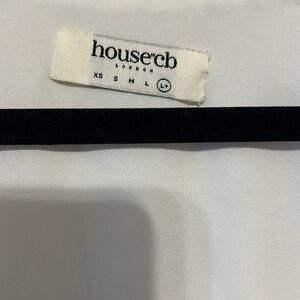 house of cb
LONDON
XS S M L L+